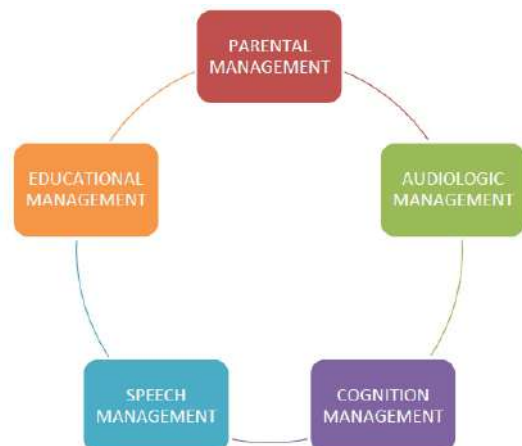 PARENTAL
MANAGEMENT
AUDIOLOGIC
MANAGEMENT
COGNITION
MANAGEMENT
SPEECH
MANAGEMENT
EDUCATIONAL
MANAGEMENT